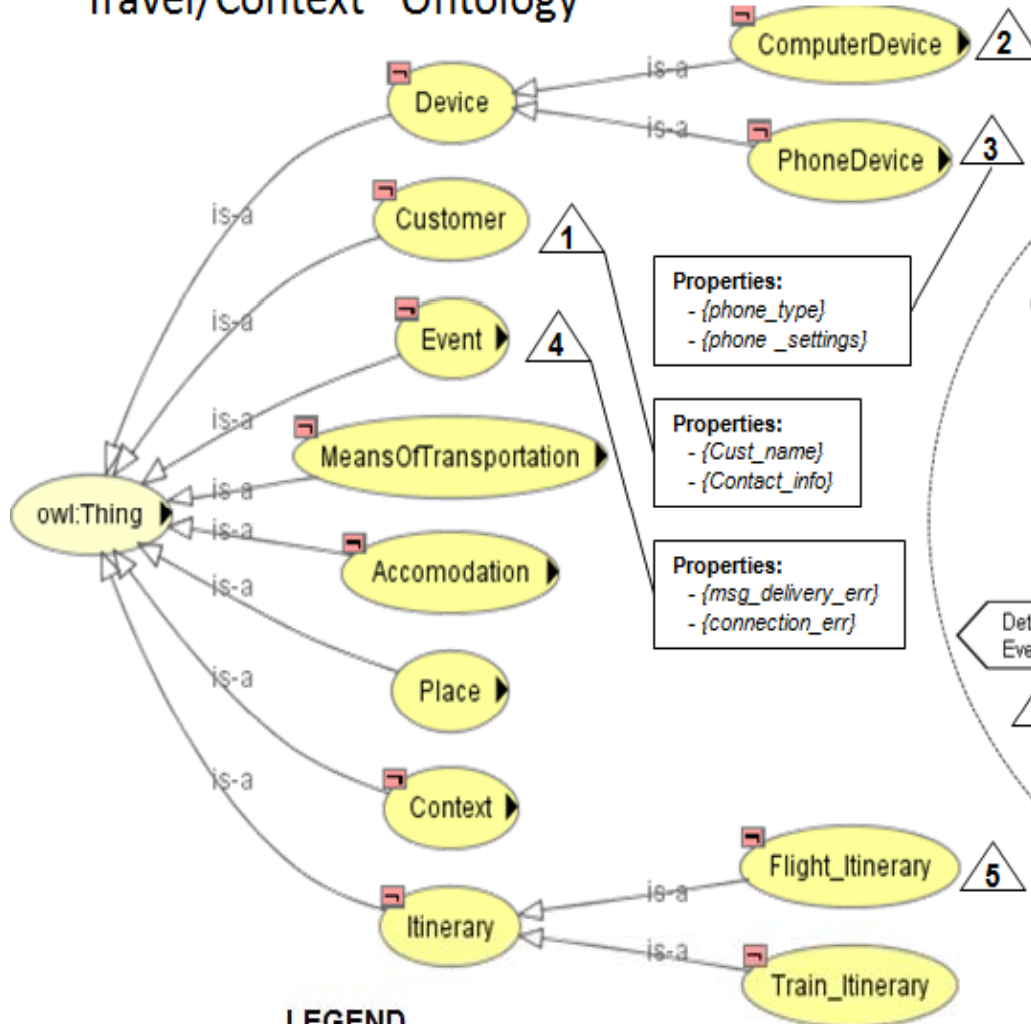 Travel/Context Ontology
ComputerDevice
2
is-a
Device
is-a
PhoneDevice
3
is-a
Customer
1
Properties:
- {phone_type}
- {phone _settings}
is-a
Event
4
is-a
Properties:
- {Cust_name}
- {Contact_info}
MeansOfTransportation
is-a
owl:Thing
is-a
Accomodation
Properties:
- {msg_delivery_err}
- {connection_err}
is-a
Place
is-a
Context
is-a
Flight_Itinerary
5
is-a
Itinerary
is-a
Train_Itinerary
LEGEND